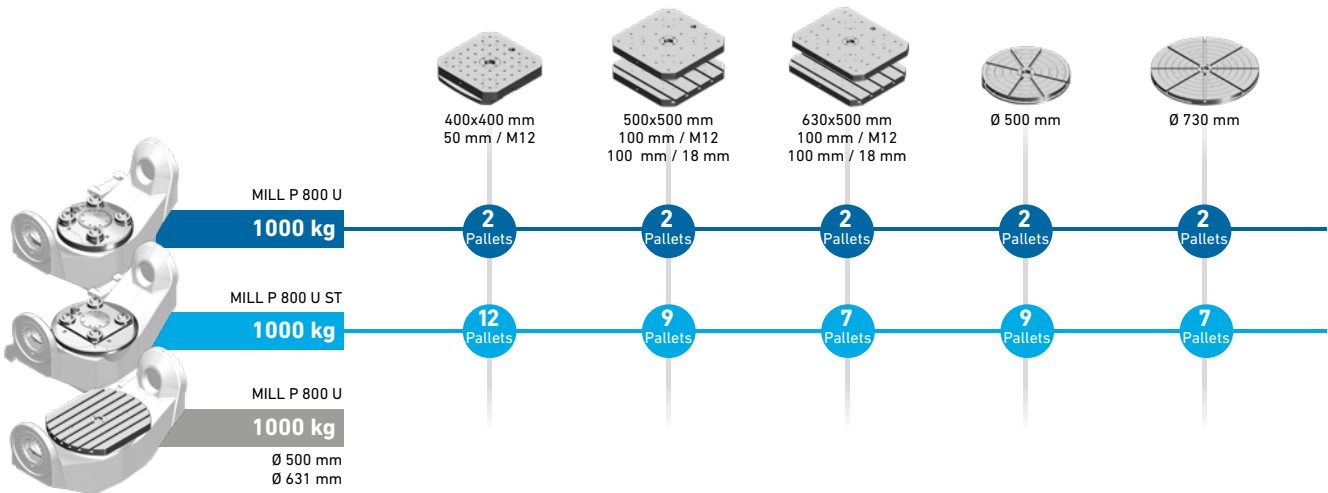 400x400 mm
50 mm / M12
500x500 mm
100 mm / M12
100 mm / 18 mm
630x500 mm
100 mm / M12
100 mm / 18 mm
Ø 500 mm
Ø 730 mm
MILL P 800 U
1000 kg
2
Pallets
2
Pallets
2
Pallets
2
Pallets
2
Pallets
MILL P 800 U ST
1000 kg
12
Pallets
9
Pallets
7
Pallets
9
Pallets
7
Pallets
MILL P 800 U
1000 kg
Ø 500 mm
Ø 631 mm